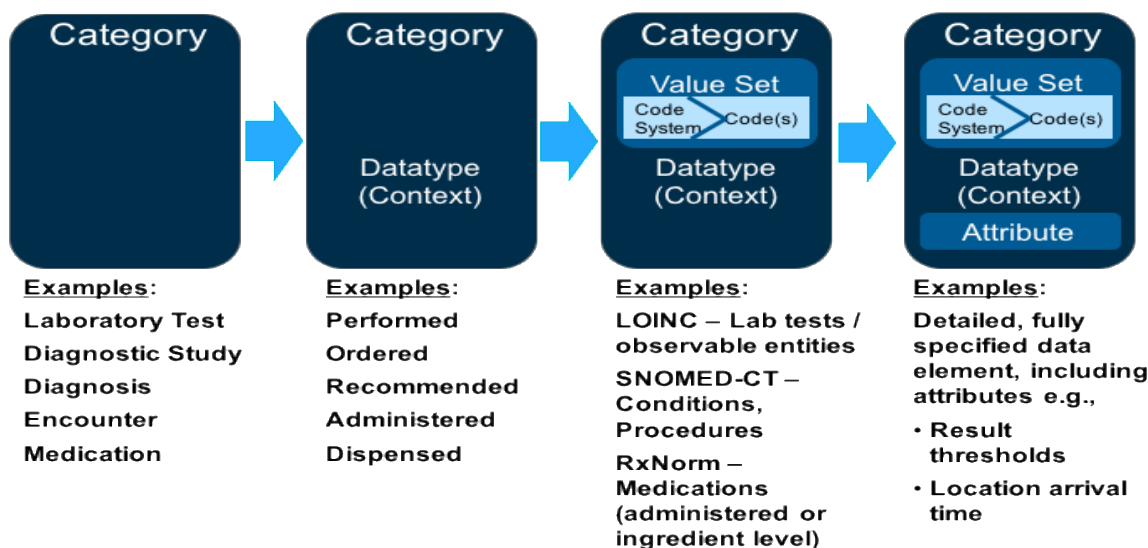 Category
Examples:
Laboratory Test
Diagnostic Study
Diagnosis
Encounter
Medication
Category
Datatype
(Context)
Examples:
Performed
Ordered
Recommended
Administered
Dispensed
Category
Value Set
Code
System
Code(s)
Datatype
(Context)
Examples:
LOINC – Lab tests /
observable entities
SNOMED-CT –
Conditions,
Procedures
RxNorm –
Medications
(administered or
ingredient level)
Category
Value Set
Code
System
Code(s)
Datatype
(Context)
Attribute
Examples:
Detailed, fully
specified data
element, including
attributes e.g.,
• Result
thresholds
• Location arrival
time